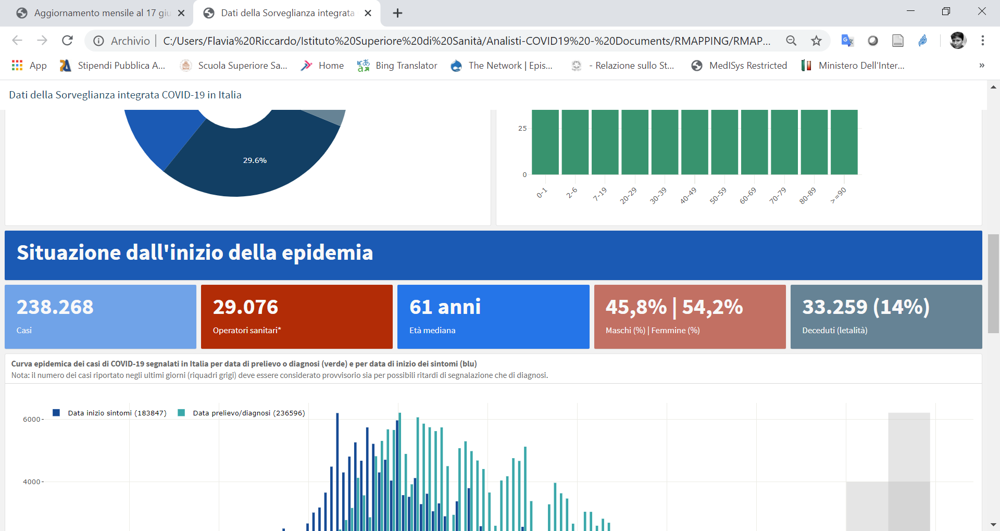 Aggiornamento mensile al 17 giu
Dati della Sorveglianza integrata
Archivio
C:/Users/Flavia%20Riccardo/Istituto%20Superiore%20di%20Sanità/Analisti-COVID19%20-%20Documents/RMAPPING/RMAP...
App
Stipendi Pubblica A...
Scuola Superiore Sa...
Home
Bing Translator
The Network | Epis...
- Relazione sullo St...
MedISys Restricted
Ministero Dell'Inter...
»
Dati della Sorveglianza integrata COVID-19 in Italia
29.6%
25
0
0-1
2-6
7-19
20-29
30-39
40-49
50-59
60-69
70-79
80-89
>=90
Situazione dall'inizio della epidemia
238.268
Casi
29.076
Operatori sanitari*
61 anni
Età mediana
45,8% | 54,2%
Maschi (%) | Femmine (%)
33.259 (14%)
Deceduti (letalità)
Curva epidemica dei casi di COVID-19 segnalati in Italia per data di prelievo o diagnosi (verde) e per data di inizio dei sintomi (blu)
Nota: il numero dei casi riportato negli ultimi giorni (riquadri grigi) deve essere considerato provvisorio sia per possibili ritardi di segnalazione che di diagnosi.
Data inizio sintomi (183847)
Data prelievo/diagnosi (236596)
6000
4000